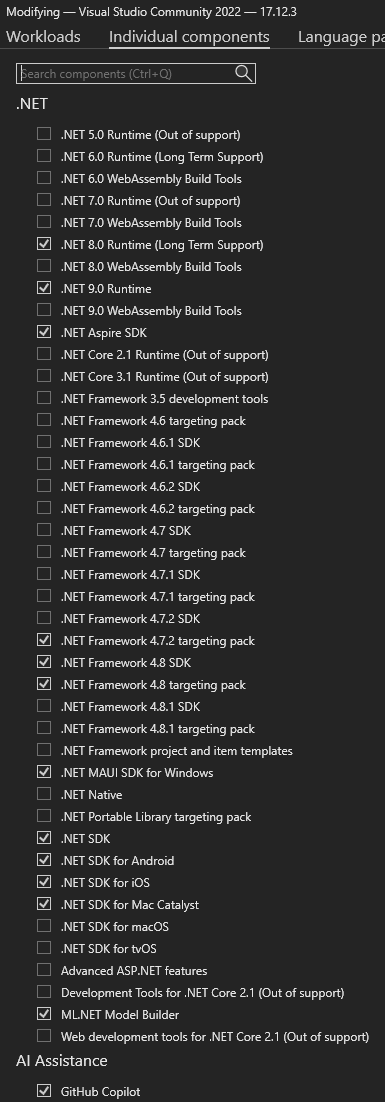 Modifying — Visual Studio Community 2022 — 17.12.3
Workloads Individual components Language pa
Search components (Ctrl+Q)
.NET
.NET 5.0 Runtime (Out of support)
.NET 6.0 Runtime (Long Term Support)
.NET 6.0 WebAssembly Build Tools
.NET 7.0 Runtime (Out of support)
.NET 7.0 WebAssembly Build Tools
.NET 8.0 Runtime (Long Term Support)
.NET 8.0 WebAssembly Build Tools
.NET 9.0 Runtime
.NET 9.0 WebAssembly Build Tools
.NET Aspire SDK
.NET Core 2.1 Runtime (Out of support)
.NET Core 3.1 Runtime (Out of support)
.NET Framework 3.5 development tools
.NET Framework 4.6 targeting pack
.NET Framework 4.6.1 SDK
.NET Framework 4.6.1 targeting pack
.NET Framework 4.6.2 SDK
.NET Framework 4.6.2 targeting pack
.NET Framework 4.7 SDK
.NET Framework 4.7 targeting pack
.NET Framework 4.7.1 SDK
.NET Framework 4.7.1 targeting pack
.NET Framework 4.7.2 SDK
.NET Framework 4.7.2 targeting pack
.NET Framework 4.8 SDK
.NET Framework 4.8 targeting pack
.NET Framework 4.8.1 SDK
.NET Framework 4.8.1 targeting pack
.NET Framework project and item templates
.NET MAUI SDK for Windows
.NET Native
.NET Portable Library targeting pack
.NET SDK
.NET SDK for Android
.NET SDK for iOS
.NET SDK for Mac Catalyst
.NET SDK for macOS
.NET SDK for tvOS
Advanced ASP.NET features
Development Tools for .NET Core 2.1 (Out of support)
ML.NET Model Builder
Web development tools for .NET Core 2.1 (Out of support)
AI Assistance
GitHub Copilot